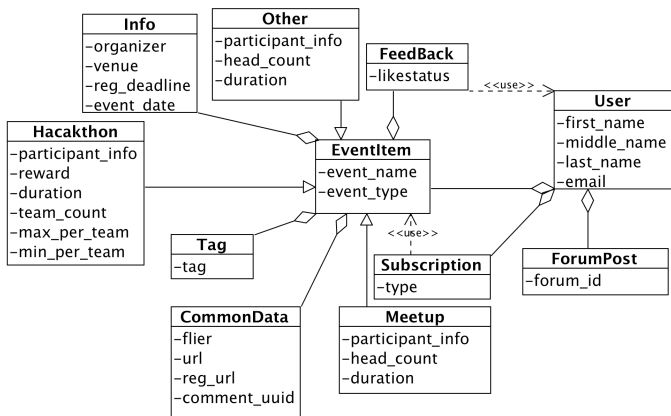 Info
-organizer
-venue
-reg_deadline
-event_date
Other
-participant_info
-head_count
-duration
FeedBack
-likestatus
<<use>>
User
-first_name
-middle_name
-last_name
-email
Hacakthon
-participant_info
-reward
-duration
-team_count
-max_per_team
-min_per_team
EventItem
-event_name
-event_type
<<use>>
Tag
-tag
Subscription
-type
ForumPost
-forum_id
CommonData
-flier
-url
-reg_url
-comment_uuid
Meetup
-participant_info
-head_count
-duration